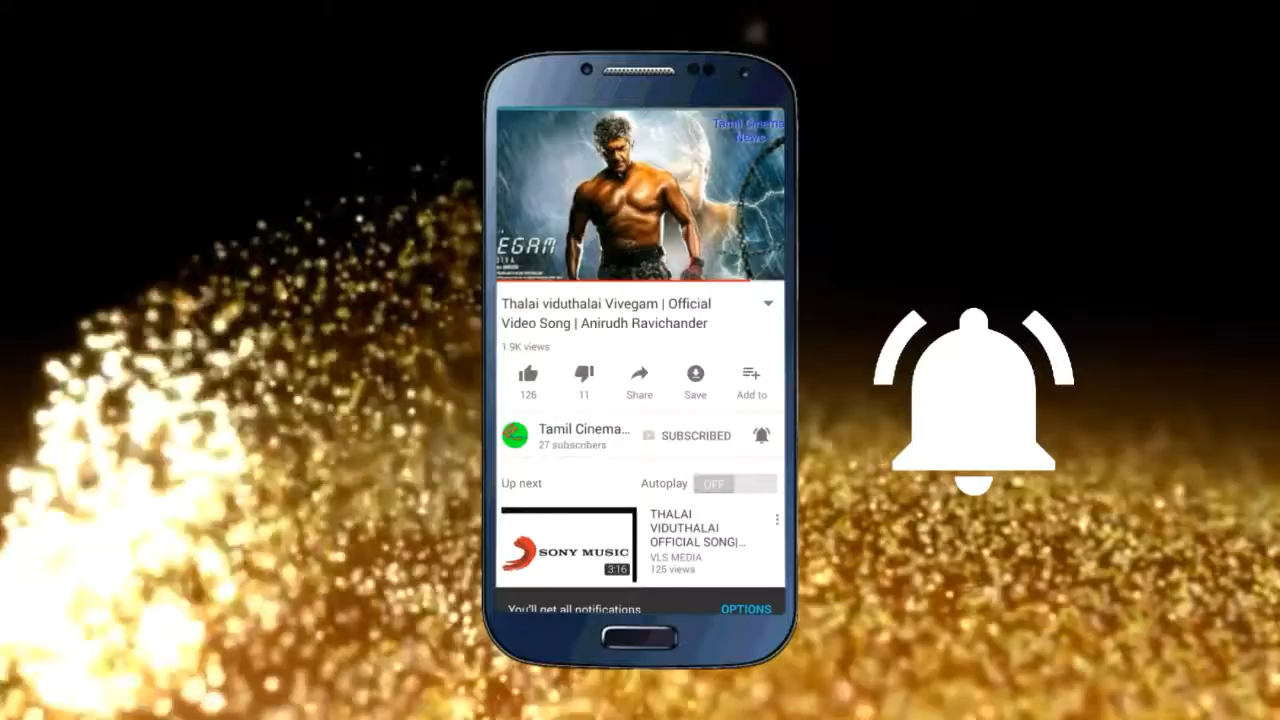 Tamil Cinema
News
EGAM
Thalai viduthalai Vivegam | Official
Video Song | Anirudh Ravichander
1.9K views
126
11
Share
Save
Add to
Tamil Cinema...
27 subscribers
SUBSCRIBED
Up next
Autoplay
OFF
THALAI
VIDUTHALAI
OFFICIAL SONG|...
VLS MEDIA
125 views
SONY MUSIC
3:16
You'll get all notifications
OPTIONS